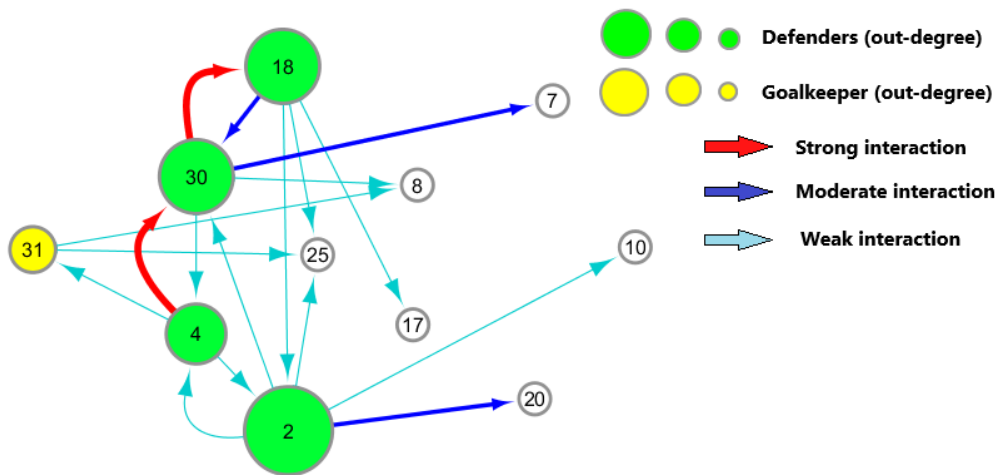 18
Defenders (out-degree)
7
Goalkeeper (out-degree)
Strong interaction
30
8
Moderate interaction
31
25
10
Weak interaction
4
17
20
2